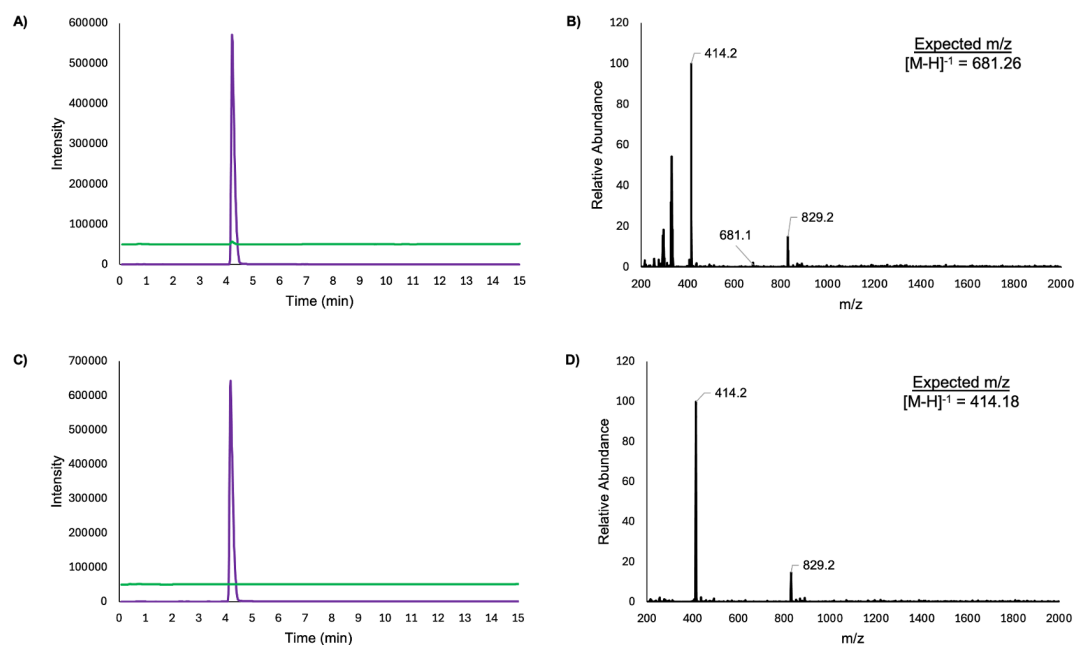 A)
600000
500000
400000
300000
200000
100000
0
Intensity
0 1 2 3 4 5 6 7 8 9 10 11 12 13 14 15
Time (min)
B)
120
100
80
60
40
20
0
Relative Abundance
414.2
681.1
829.2
Expected m/z
[M-H]-1 = 681.26
200 400 600 800 1000 1200 1400 1600 1800 2000
m/z
C)
700000
600000
500000
400000
300000
200000
100000
0
Intensity
0 1 2 3 4 5 6 7 8 9 10 11 12 13 14 15
Time (min)
D)
120
100
80
60
40
20
0
Relative Abundance
414.2
829.2
Expected m/z
[M-H]-1 = 414.18
200 400 600 800 1000 1200 1400 1600 1800 2000
m/z